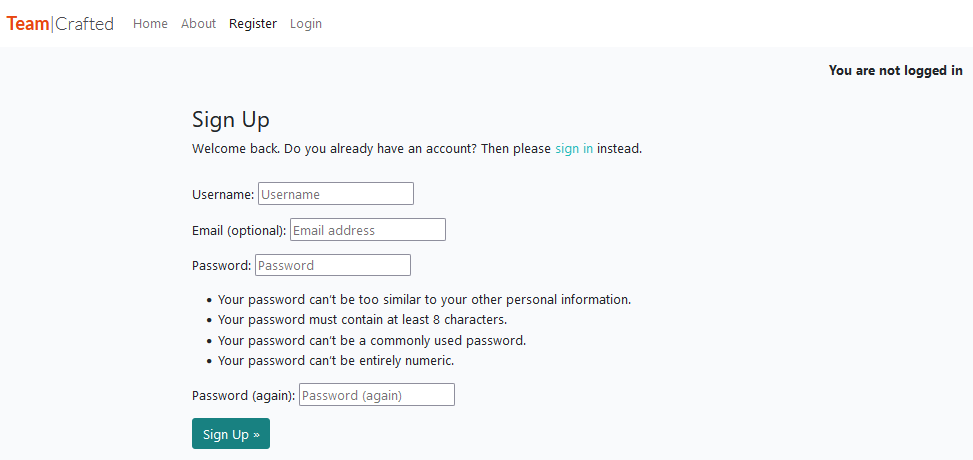 Team|Crafted Home About Register Login
You are not logged in
Sign Up
Welcome back. Do you already have an account? Then please sign in instead.
Username: Username
Email (optional): Email address
Password: Password
• Your password can't be too similar to your other personal information.
• Your password must contain at least 8 characters.
• Your password can't be a commonly used password.
• Your password can't be entirely numeric.
Password (again): Password (again)
Sign Up »